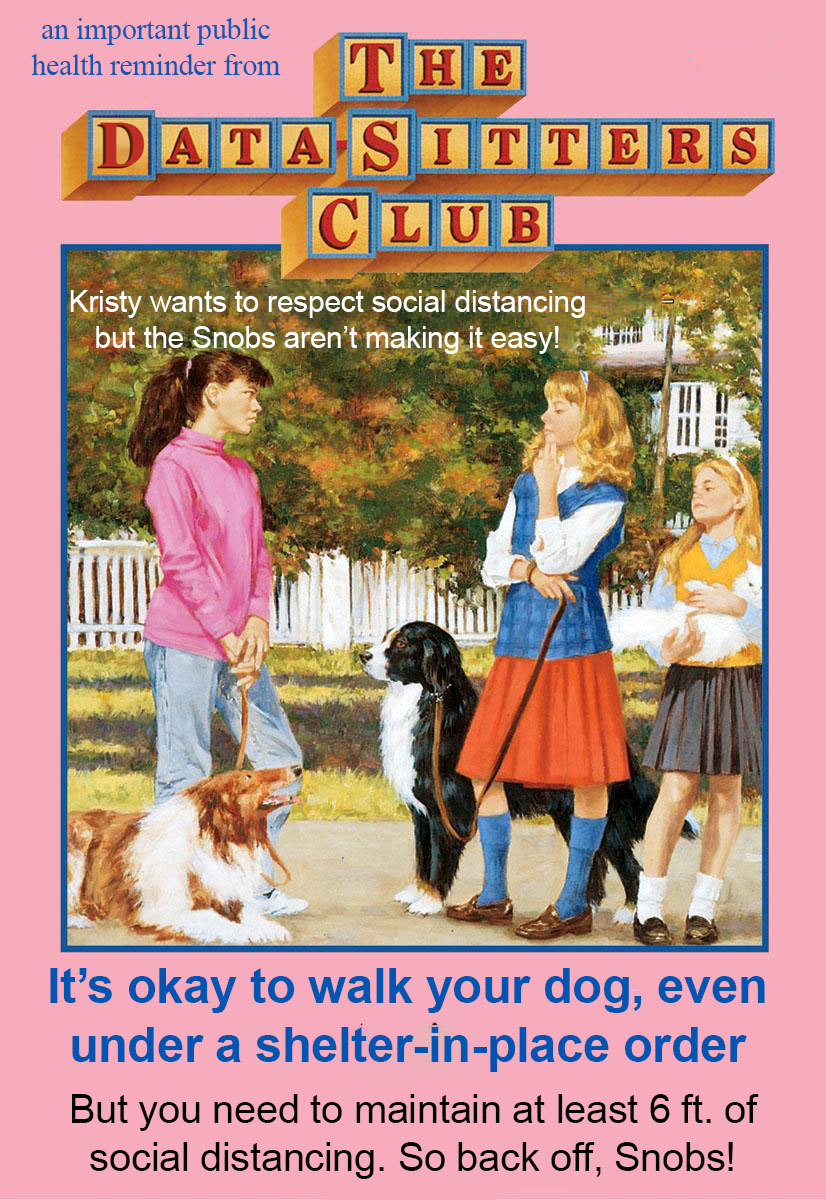 an important public
health reminder from
THE
DATA SITTERS
CLUB
Kristy wants to respect social distancing
but the Snobs aren’t making it easy!
It’s okay to walk your dog, even
under a shelter-in-place order
But you need to maintain at least 6 ft. of
social distancing. So back off, Snobs!